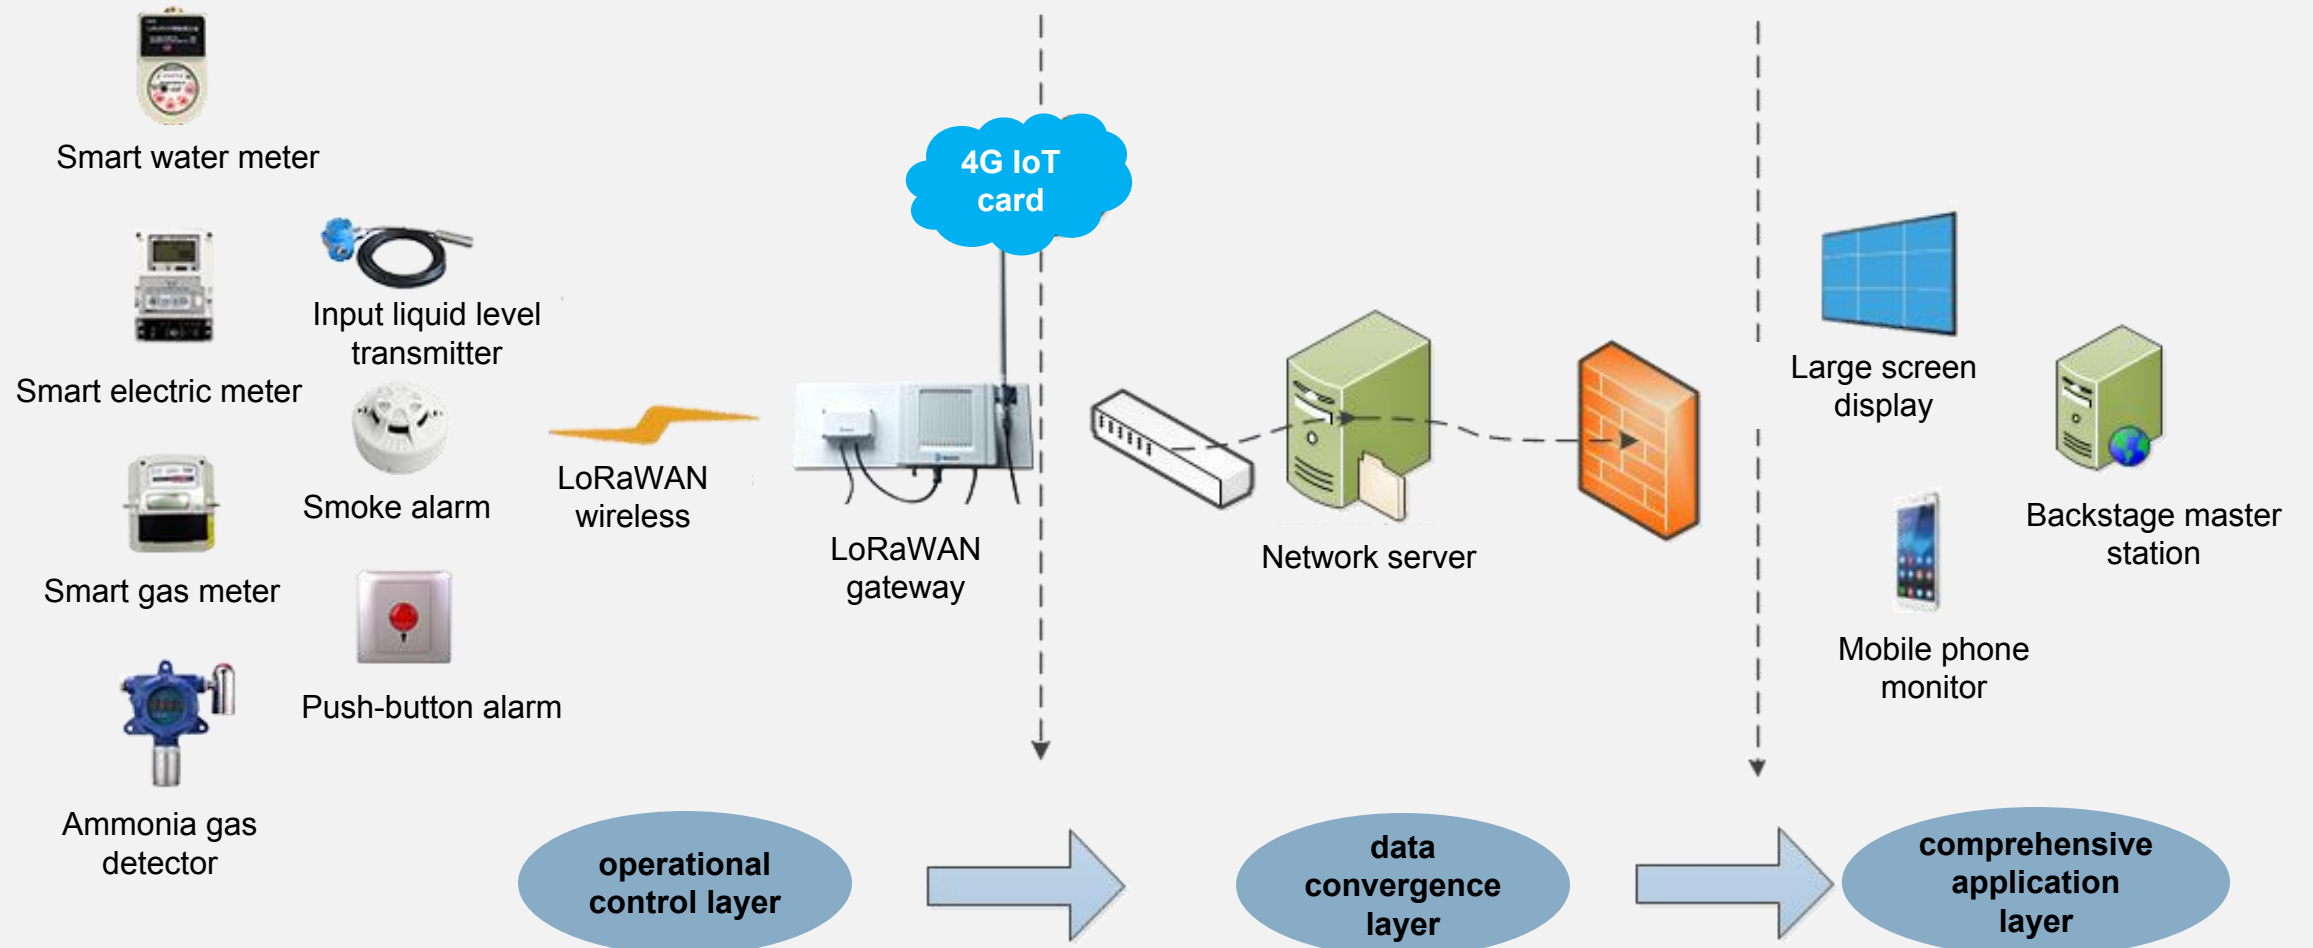 Smart water meter
Smart electric meter
Smart gas meter
Ammonia gas
detector
Input liquid level
transmitter
Smoke alarm
Push-button alarm
LoRaWAN
wireless
4G IoT
card
LoRaWAN
gateway
Network server
Large screen
display
Backstage master
station
Mobile phone
monitor
operational
control layer
data
convergence
layer
comprehensive
application
layer